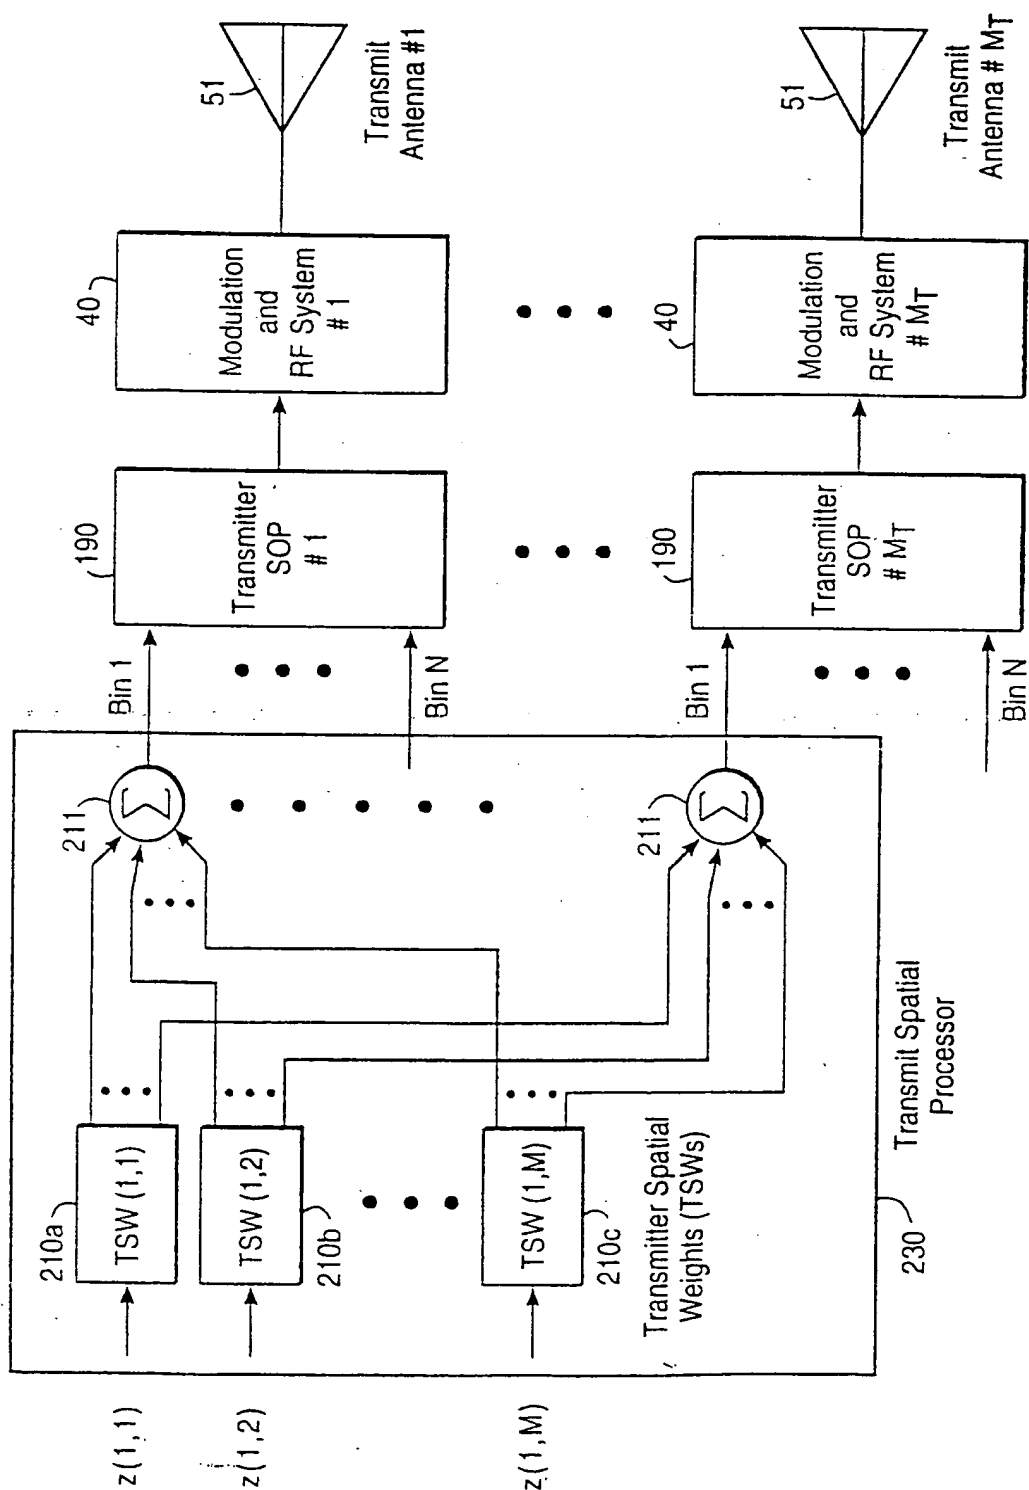 z(1,1)
z(1,2)
z(1,M)
210a
TSW (1,1)
TSW (1,2)
210b
TSW (1,M)
210c
Transmitter Spatial
Weights (TSWs)
230
Transmit Spatial
Processor
211
Σ
211
Σ
Bin 1
Bin N
Bin 1
Bin N
190
Transmitter
SOP
# 1
190
Transmitter
SOP
# MT
40
Modulation
and
RF System
# 1
40
Modulation
and
RF System
# MT
51
Transmit
Antenna #1
51
Transmit
Antenna # MT